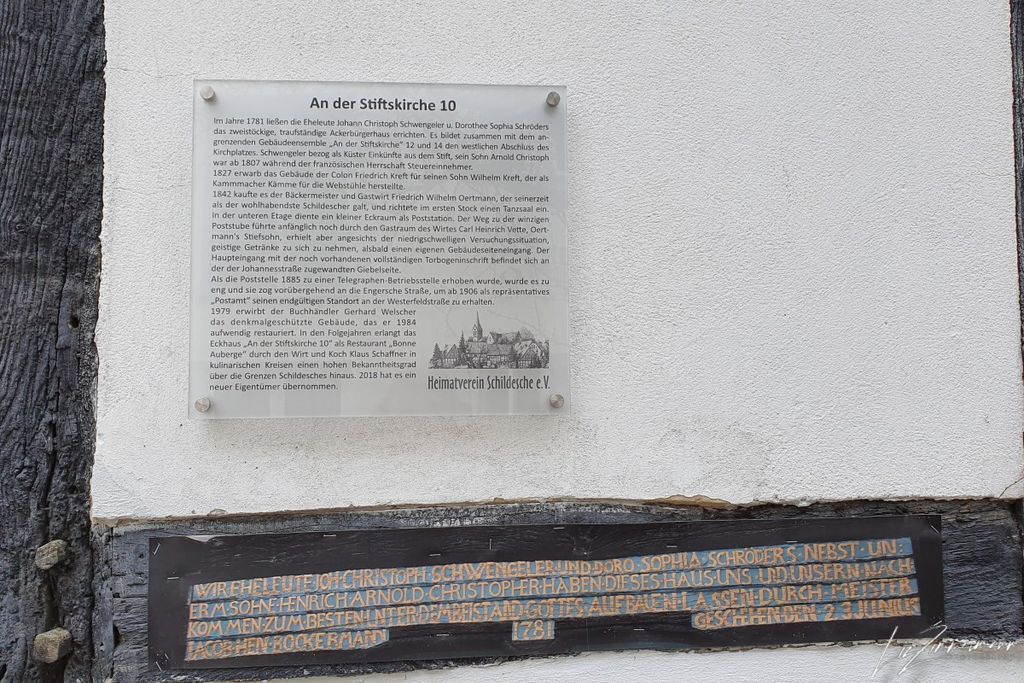 An der Stiftskirche 10
Im Jahre 1781 ließen die Eheleute Johann Christoph Schwengeler u. Dorothee Sophia Schröders
das zweistöckige, traufständige Ackerbürgerhaus errichten. Es bildet zusammen mit dem an-
grenzenden Gebäudeensemble „An der Stiftskirche" 12 und 14 den westlichen Abschluss des
Kirchplatzes. Schwengeler bezog als Küster Einkünfte aus dem Stift, sein Sohn Arnold Christoph
war ab 1807 während der französischen Herrschaft Steuereinnehmer.
1827 erwarb das Gebäude der Colon Friedrich Kreft für seinen Sohn Wilhelm Kreft, der als
Kammmacher Kämme für die Webstühle herstellte.
1842 kaufte es der Bäckermeister und Gastwirt Friedrich Wilhelm Oertmann, der seinerzeit
als der wohlhabendste Schildescher galt, und richtete im ersten Stock einen Tanzsaal ein.
In der unteren Etage diente ein kleiner Eckraum als Poststation. Der Weg zu der winzigen
Poststube führte anfänglich noch durch den Gastraum des Wirtes Carl Heinrich Vette, Oert-
mann's Stiefsohn, erhielt aber angesichts der niedrigschwelligen Versuchungssituation,
geistige Getränke zu sich zu nehmen, alsbald einen eigenen Gebäudeseiteneingang. Der
Haupteingang mit der noch vorhandenen vollständigen Torbogeninschrift befindet sich an
der der Johannesstraße zugewandten Giebelseite.
Als die Poststelle 1885 zu einer Telegraphen-Betriebsstelle erhoben wurde, wurde es zu
eng und sie zog vorübergehend an die Engersche Straße, um ab 1906 als repräsentatives
„Postamt" seinen endgültigen Standort an der Westerfeldstraße zu erhalten.
1979 erwirbt der Buchhändler Gerhard Welscher
das denkmalgeschützte Gebäude, das er 1984
aufwendig restauriert. In den Folgejahren erlangt das
Eckhaus „An der Stiftskirche 10" als Restaurant „Bonne
Auberge" durch den Wirt und Koch Klaus Schaffner in
kulinarischen Kreisen einen hohen Bekanntheitsgrad
über die Grenzen Schildesches hinaus. 2018 hat es ein
neuer Eigentümer übernommen.
Heimatverein Schildesche e.V.
WIR EHELEUTE JOH·CHRISTOPH·SCHWENGELER·UND·DORO·SOPHIA·SCHRÖDERS·NEBST·UN:
ERM·SOHNE·HENRICH·ARNOLD·CHRISTOPHER·HABEN·DIESES·HAUS·UNS·UND·UNSERN·NACH·
KOMMEN·ZUM·BESTEN·UNTER·DEM·BEISTAND·GOTTES·AUFBAUEN·LASSEN·DURCH·MEISTER
JACOB·HEN·BÖCKERMANN 1781 GESCHEHEN DEN 23 JUNIUS